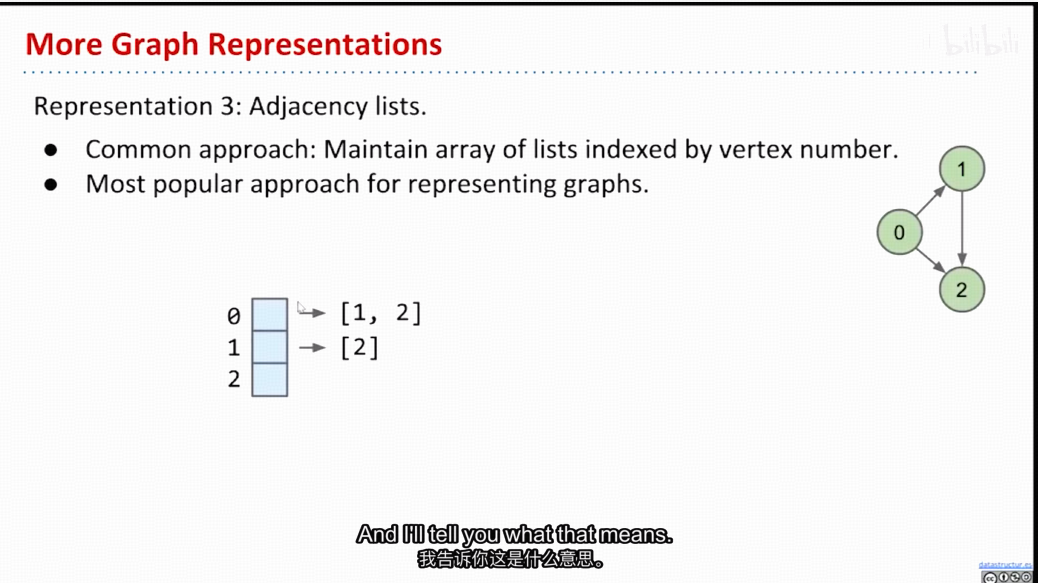 More Graph Representations
bilibili
Representation 3: Adjacency lists.
● Common approach: Maintain array of lists indexed by vertex number.
● Most popular approach for representing graphs.
1
0
2
0 [1, 2]
1 [2]
2
And I'll tell you what that means.
我告诉你这是什么意思。
datastructur.es